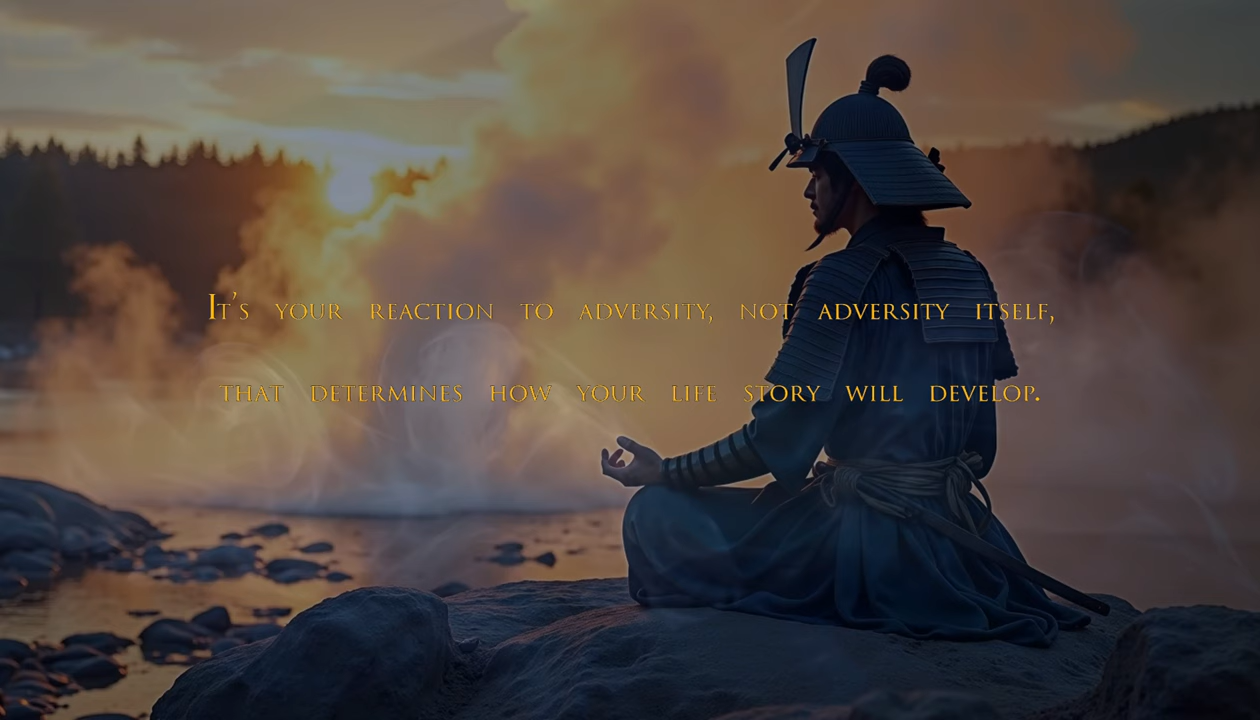 It's your reaction to adversity, not adversity itself,
that determines how your life story will develop.